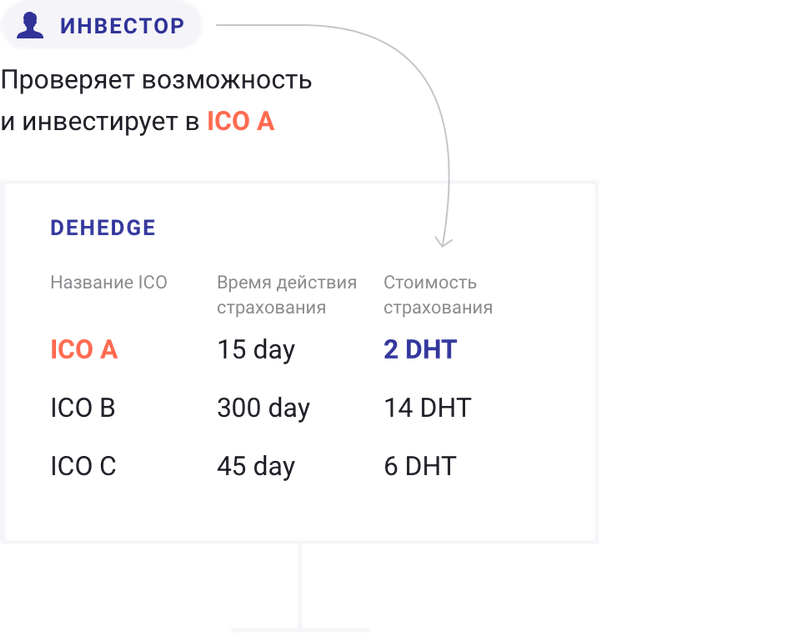 ИНВЕСТОР
Проверяет возможность
и инвестирует в ICO A
DEHEDGE
Название ICO Время действия страхования Стоимость страхования
ICO A 15 day 2 DHT
ICO B 300 day 14 DHT
ICO C 45 day 6 DHT